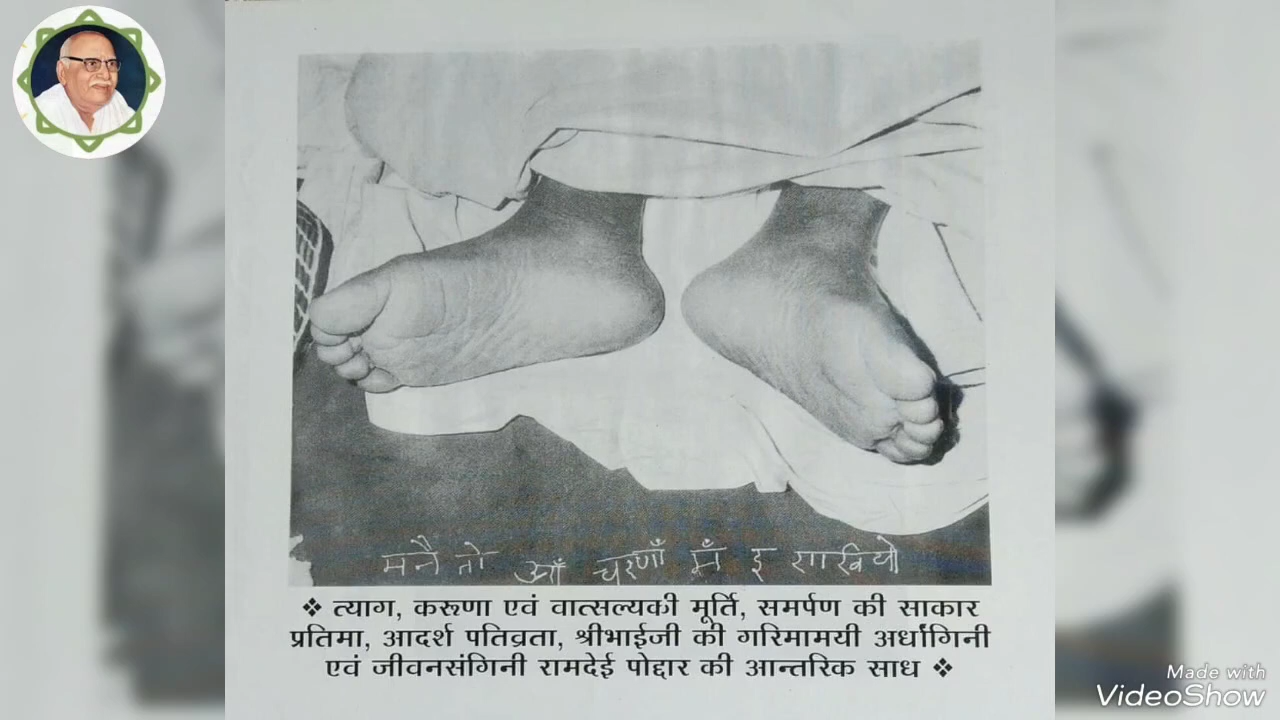 मनै तो आँ चरणाँ मँ इ राखियो
❖ त्याग, करूणा एवं वात्सल्यकी मूर्ति, समर्पण की साकार
प्रतिमा, आदर्श पतिव्रता, श्रीभाईजी की गरिमामयी अर्धांगिनी
एवं जीवनसंगिनी रामदेई पोद्दार की आन्तरिक साध ❖
Made with
VideoShow